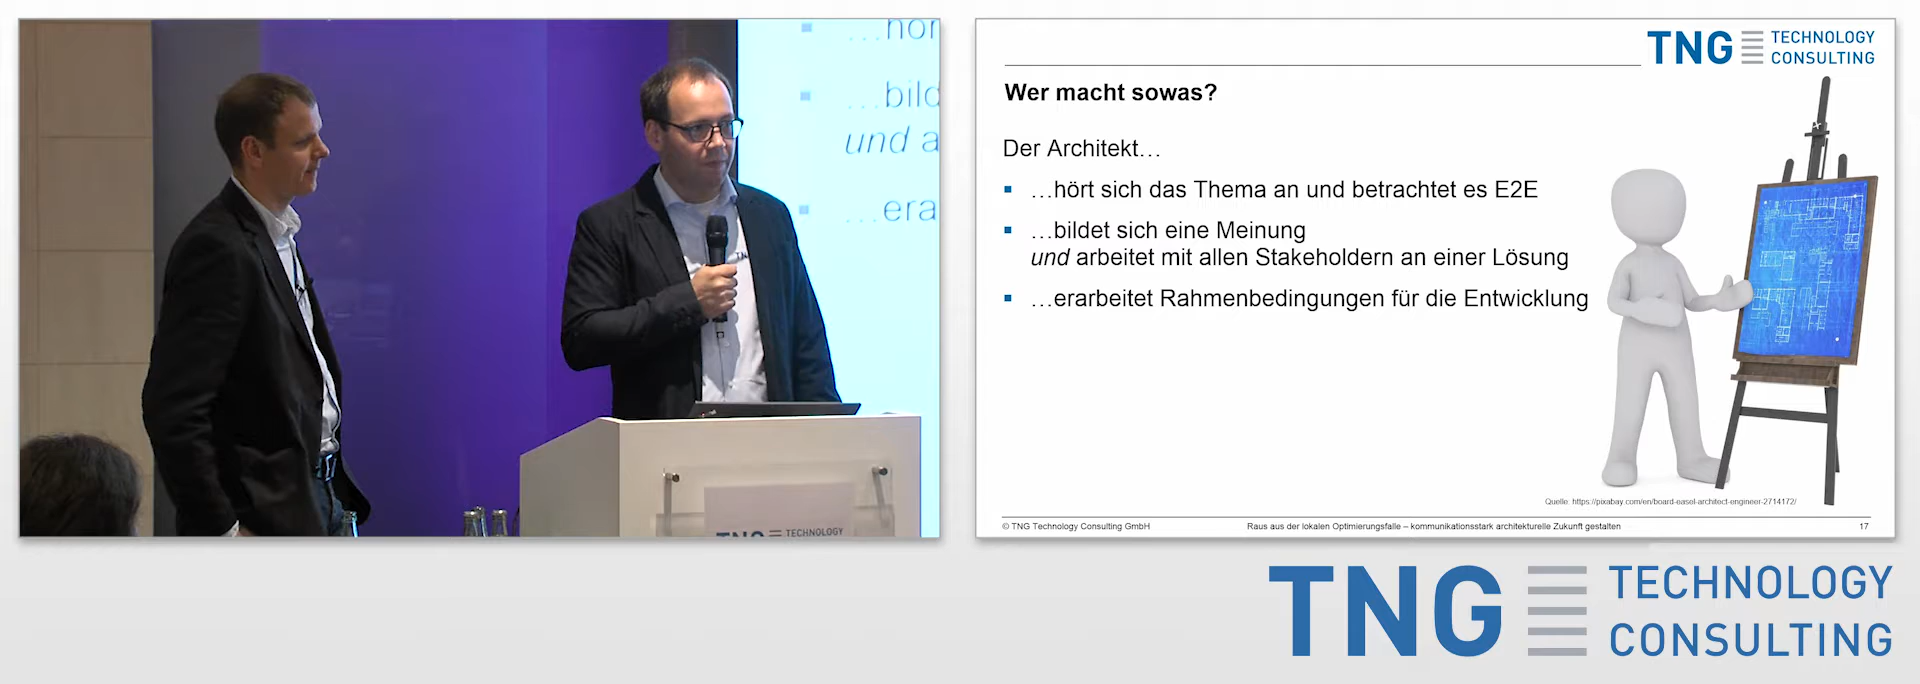 …hör
…bild
und a
…era
TNG TECHNOLOGY
TNG TECHNOLOGY
CONSULTING
Wer macht sowas?
Der Architekt…
…hört sich das Thema an und betrachtet es E2E
…bildet sich eine Meinung
und arbeitet mit allen Stakeholdern an einer Lösung
…erarbeitet Rahmenbedingungen für die Entwicklung
Quelle: https://pixabay.com/en/board-easel-architect-engineer-2714172/
© TNG Technology Consulting GmbH Raus aus der lokalen Optimierungsfalle – kommunikationsstark architekturelle Zukunft gestalten 17
TNG TECHNOLOGY
CONSULTING